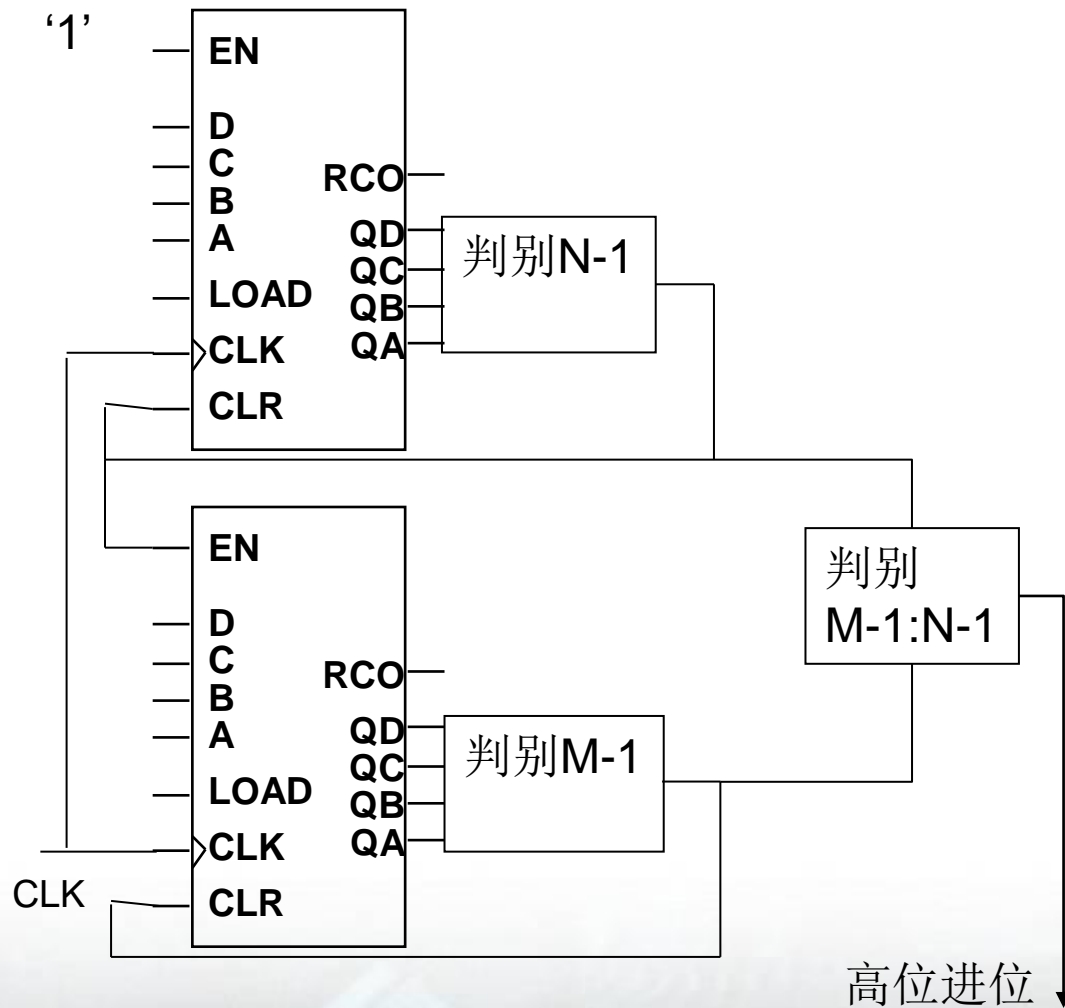 ‘1’
EN
D
C
B
A
LOAD
CLK
CLR
RCO
QD
QC
QB
QA
判别N-1
EN
D
C
B
A
LOAD
CLK
CLR
RCO
QD
QC
QB
QA
判别M-1
判别
M-1:N-1
CLK
高位进位